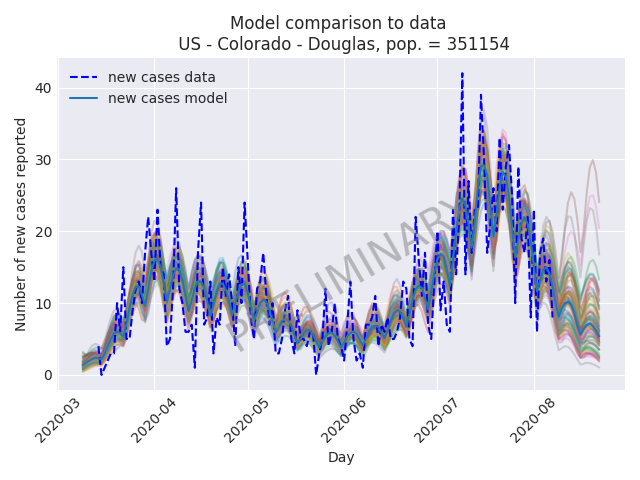 Model comparison to data
US - Colorado - Douglas, pop. = 351154
new cases data
new cases model
PRELIMINARY
Number of new cases reported
40
30
20
10
0
2020-03
2020-04
2020-05
2020-06
2020-07
2020-08
Day